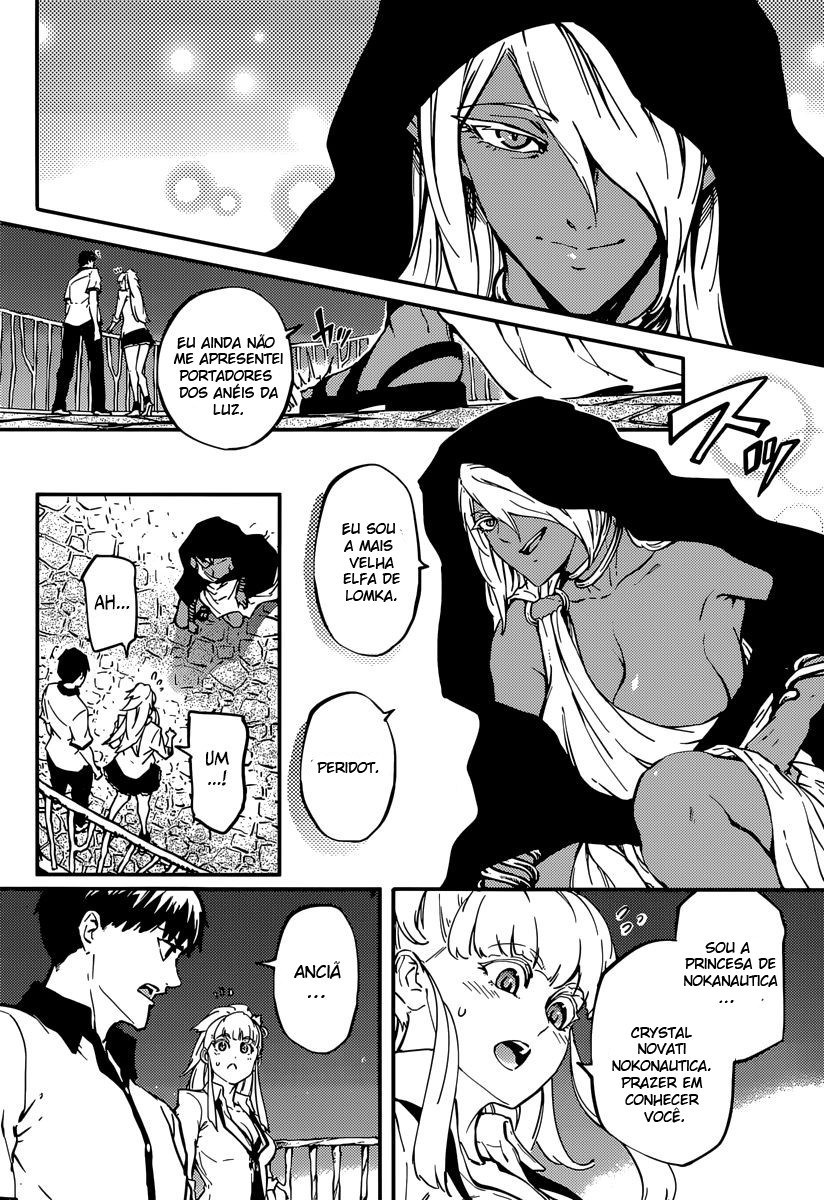 EU AINDA NÃO
ME APRESENTEI
PORTADORES
DOS ANÉIS DA
LUZ.
EU SOU
A MAIS
VELHA
ELFA DE
LOMKA.
PERIDOT.
AH...
UM
...!
SOU A
PRINCESA DE
NOKANAUTICA
...
CRYSTAL
NOVATI
NOKONAUTICA.
PRAZER EM
CONHECER
VOCÊ.
ANCIÃ
...